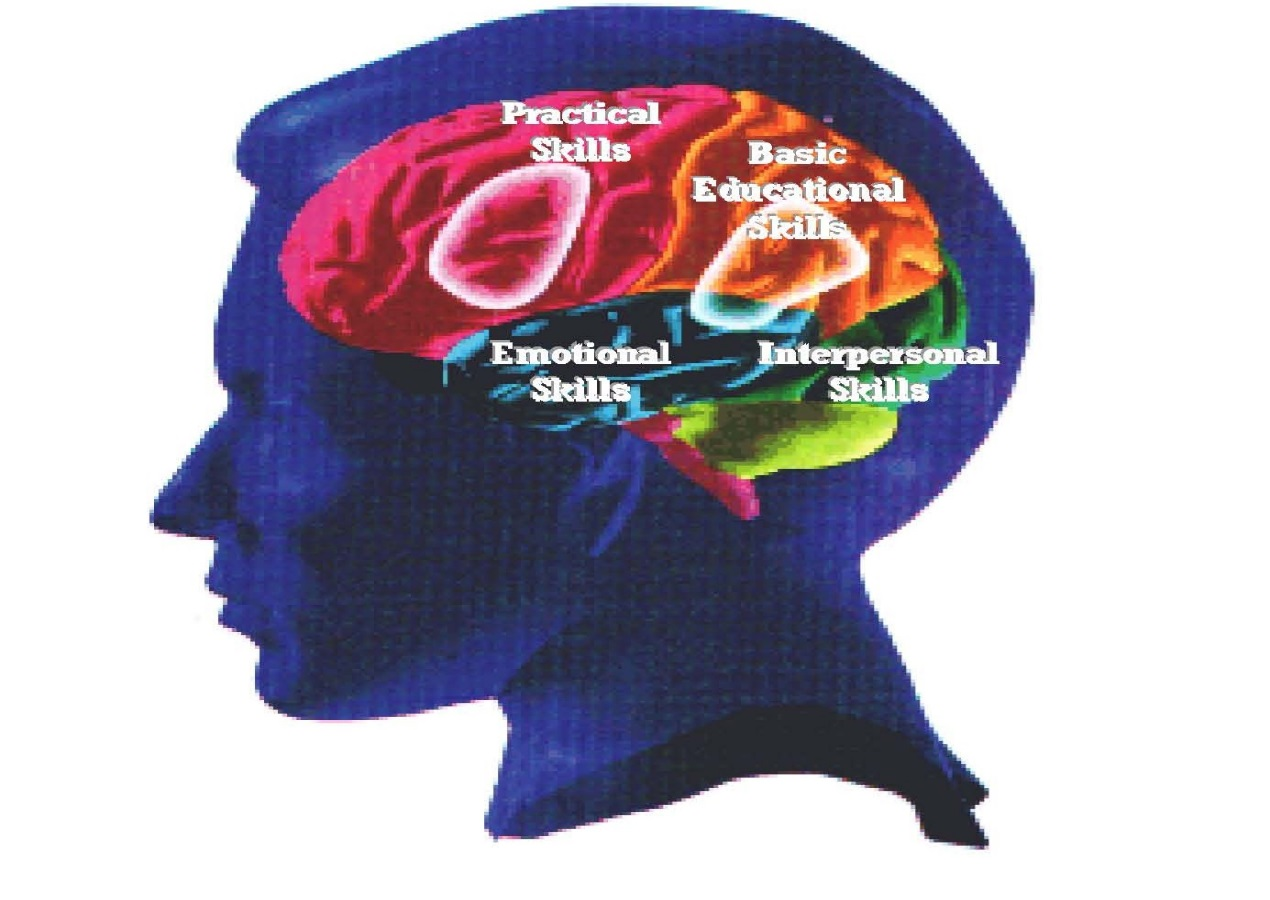 Practical
Skills
Basic
Educational
Skills
Emotional
Skills
Interpersonal
Skills